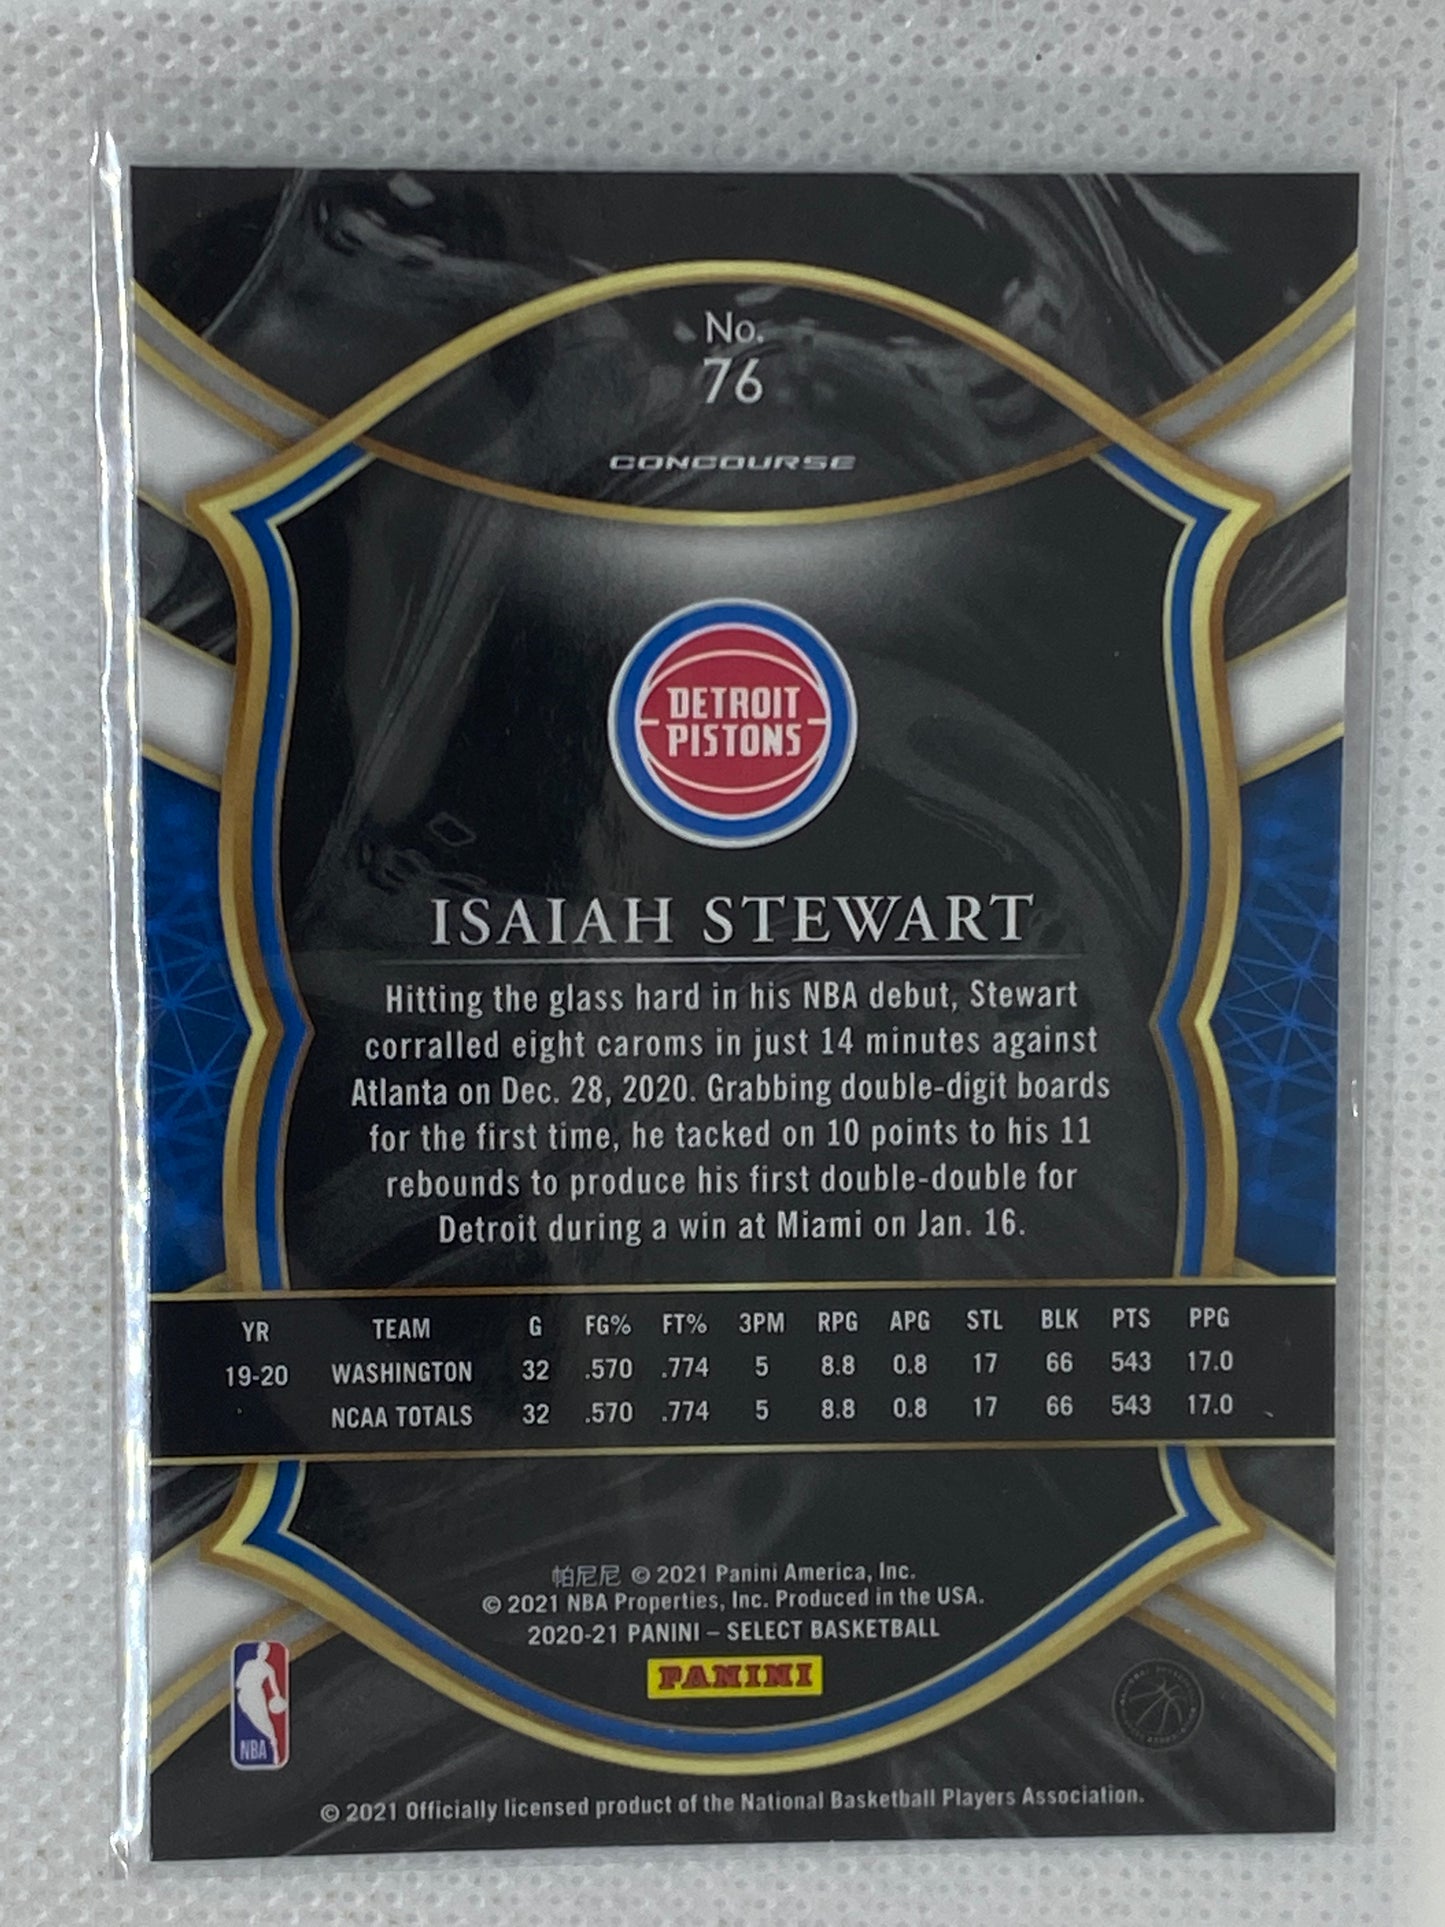 No.
76
CONCOURSE
DETROIT
PISTONS
ISAIAH STEWART
Hitting the glass hard in his NBA debut, Stewart
corralled eight caroms in just 14 minutes against
Atlanta on Dec. 28, 2020. Grabbing double-digit boards
for the first time, he tacked on 10 points to his 11
rebounds to produce his first double-double for
Detroit during a win at Miami on Jan. 16.
YR TEAM G FG% FT% 3PM RPG APG STL BLK PTS PPG
19-20 WASHINGTON 32 .570 .774 5 8.8 0.8 17 66 543 17.0
NCAA TOTALS 32 .570 .774 5 8.8 0.8 17 66 543 17.0
帕尼尼 © 2021 Panini America, Inc.
© 2021 NBA Properties, Inc. Produced in the USA.
2020-21 PANINI – SELECT BASKETBALL
PANINI
NBA
© 2021 Officially licensed product of the National Basketball Players Association.